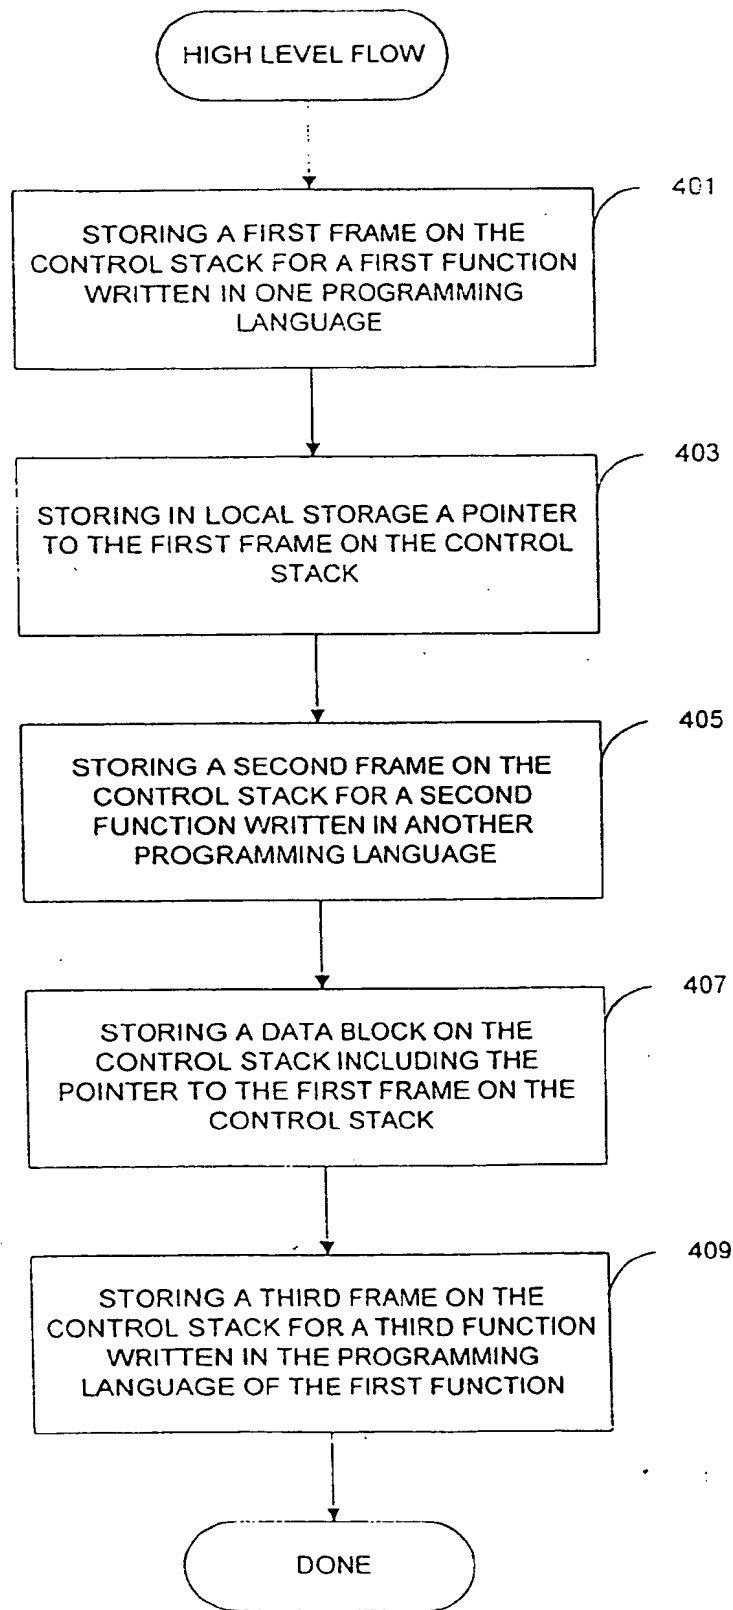 HIGH LEVEL FLOW
401
STORING A FIRST FRAME ON THE
CONTROL STACK FOR A FIRST FUNCTION
WRITTEN IN ONE PROGRAMMING
LANGUAGE
403
STORING IN LOCAL STORAGE A POINTER
TO THE FIRST FRAME ON THE CONTROL
STACK
405
STORING A SECOND FRAME ON THE
CONTROL STACK FOR A SECOND
FUNCTION WRITTEN IN ANOTHER
PROGRAMMING LANGUAGE
407
STORING A DATA BLOCK ON THE
CONTROL STACK INCLUDING THE
POINTER TO THE FIRST FRAME ON THE
CONTROL STACK
409
STORING A THIRD FRAME ON THE
CONTROL STACK FOR A THIRD FUNCTION
WRITTEN IN THE PROGRAMMING
LANGUAGE OF THE FIRST FUNCTION
DONE